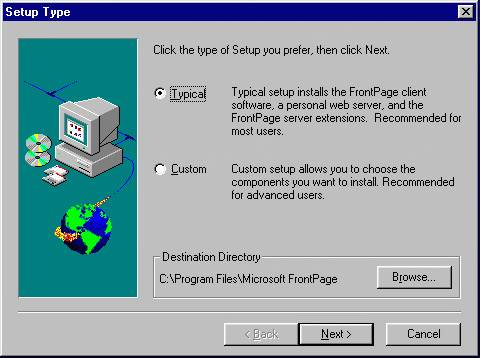 Setup Type
Click the type of Setup you prefer, then click Next.
Typical
Typical setup installs the FrontPage client
software, a personal web server, and the
FrontPage server extensions.  Recommended for
most users.
Custom
Custom setup allows you to choose the
components you want to install. Recommended
for advanced users.
Destination Directory
C:\Program Files\Microsoft FrontPage
Browse...
< Back
Next >
Cancel